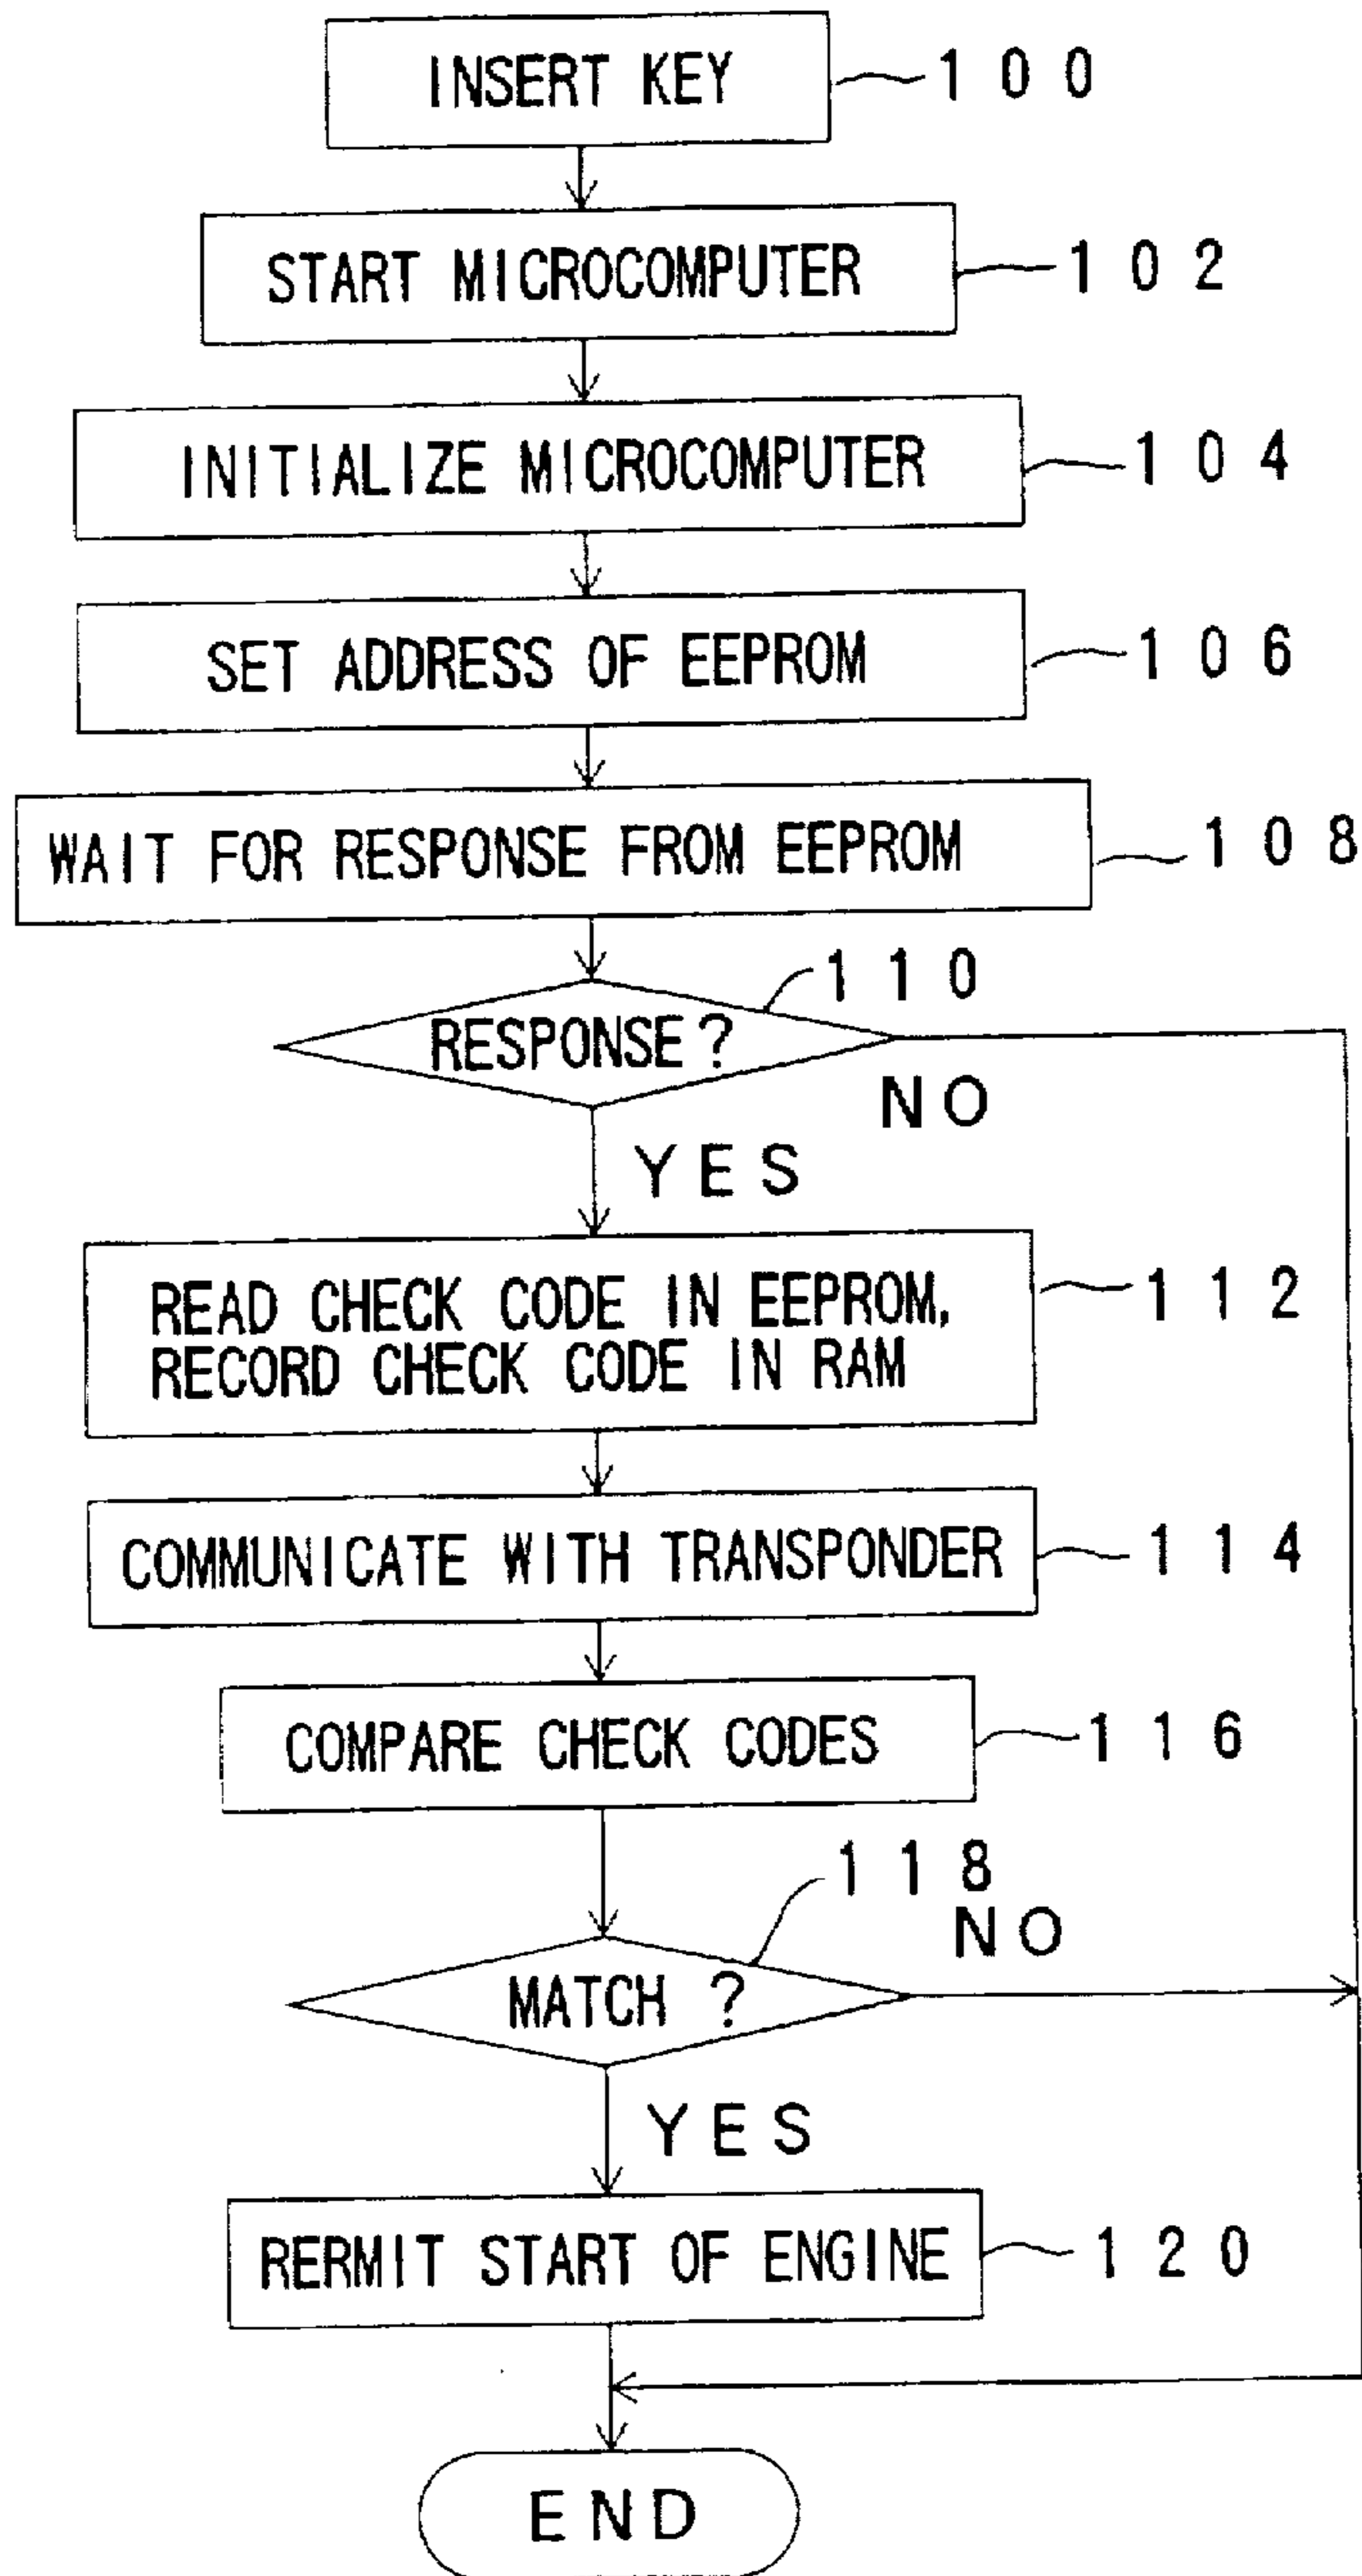 INSERT KEY 100
START MICROCOMPUTER 102
INITIALIZE MICROCOMPUTER 104
SET ADDRESS OF EEPROM 106
WAIT FOR RESPONSE FROM EEPROM 108
110
RESPONSE?
NO
YES
READ CHECK CODE IN EEPROM, 112
RECORD CHECK CODE IN RAM
COMMUNICATE WITH TRANSPONDER 114
COMPARE CHECK CODES 116
118
NO
MATCH ?
YES
RERMIT START OF ENGINE 120
END